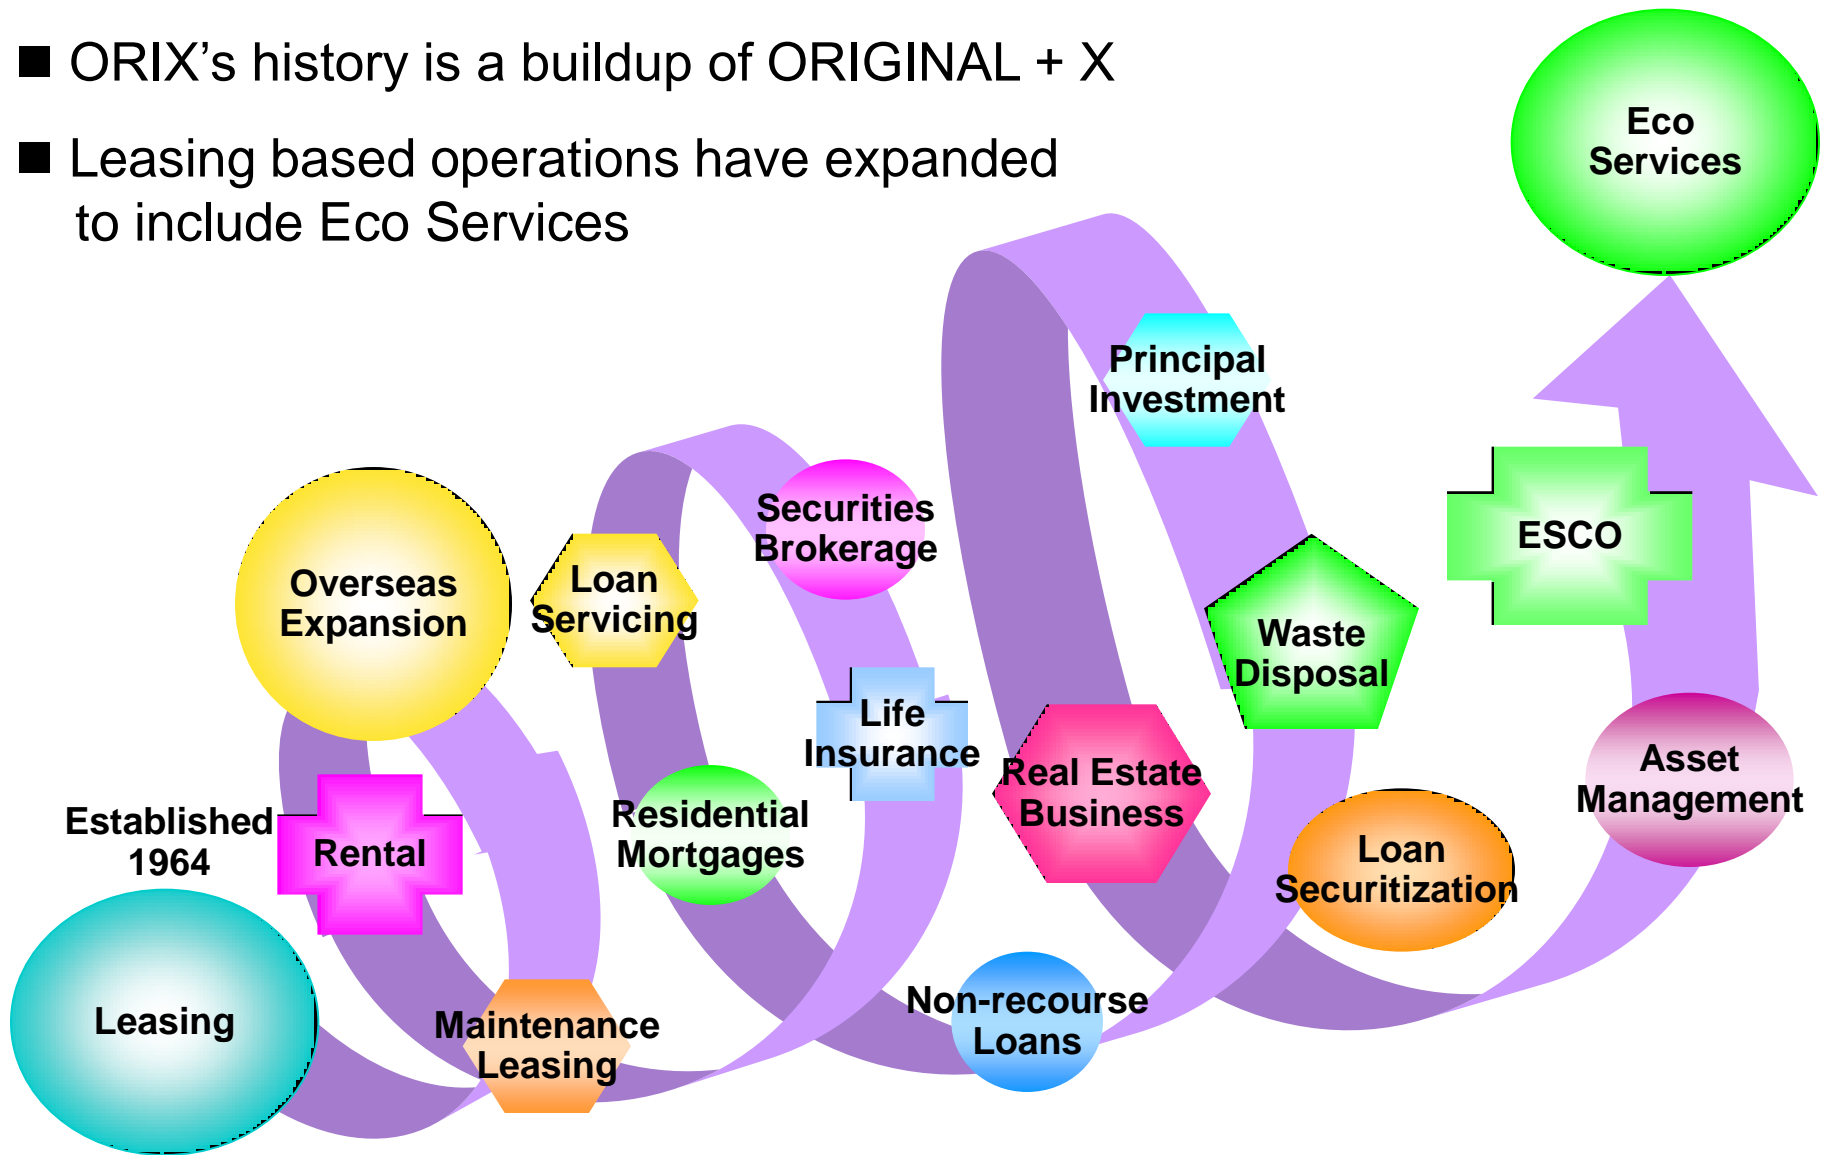 ■ ORIX’s history is a buildup of ORIGINAL + X
■ Leasing based operations have expanded
to include Eco Services
Eco
Services
Principal
Investment
Securities
Brokerage
ESCO
Overseas
Expansion
Loan
Servicing
Waste
Disposal
Life
Insurance
Real Estate
Business
Asset
Management
Residential
Mortgages
Established
1964
Rental
Loan
Securitization
Leasing
Maintenance
Leasing
Non-recourse
Loans